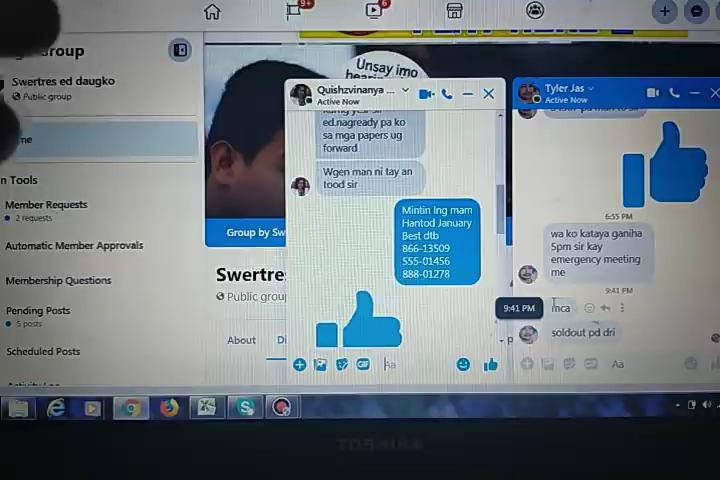 9+
6
Group
Swertres ed daugko
Public group
me
n Tools
Member Requests
2 requests
Automatic Member Approvals
Membership Questions
Pending Posts
5 posts
Scheduled Posts
Unsay imo
Group by Sw
Swertres
Public group
About
Di
Quishzvinanya ...
Active Now
ed.nagready pa ko
sa mga papers ug
forward
Wgen man ni tay an
tood sir
Mintin lng mam
Hantod January
Best dtb
866-13509
555-01456
888-01278
Aa
Tyler Jas
Active Now
6:55 PM
wa ko kataya ganiha
5pm sir kay
emergency meeting
me
9:41 PM
9:41 PM
mca
soldout pd dri
Aa
TOSHIBA